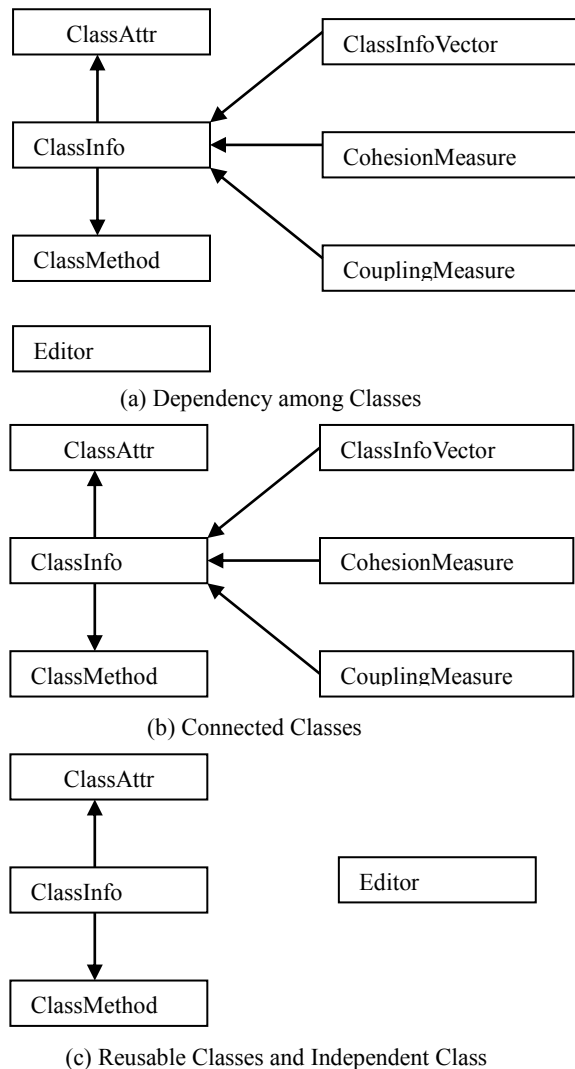 ClassAttr
ClassInfoVector
ClassInfo
CohesionMeasure
ClassMethod
CouplingMeasure
Editor
(a) Dependency among Classes
ClassAttr
ClassInfoVector
ClassInfo
CohesionMeasure
ClassMethod
CouplingMeasure
(b) Connected Classes
ClassAttr
ClassInfo
Editor
ClassMethod
(c) Reusable Classes and Independent Class